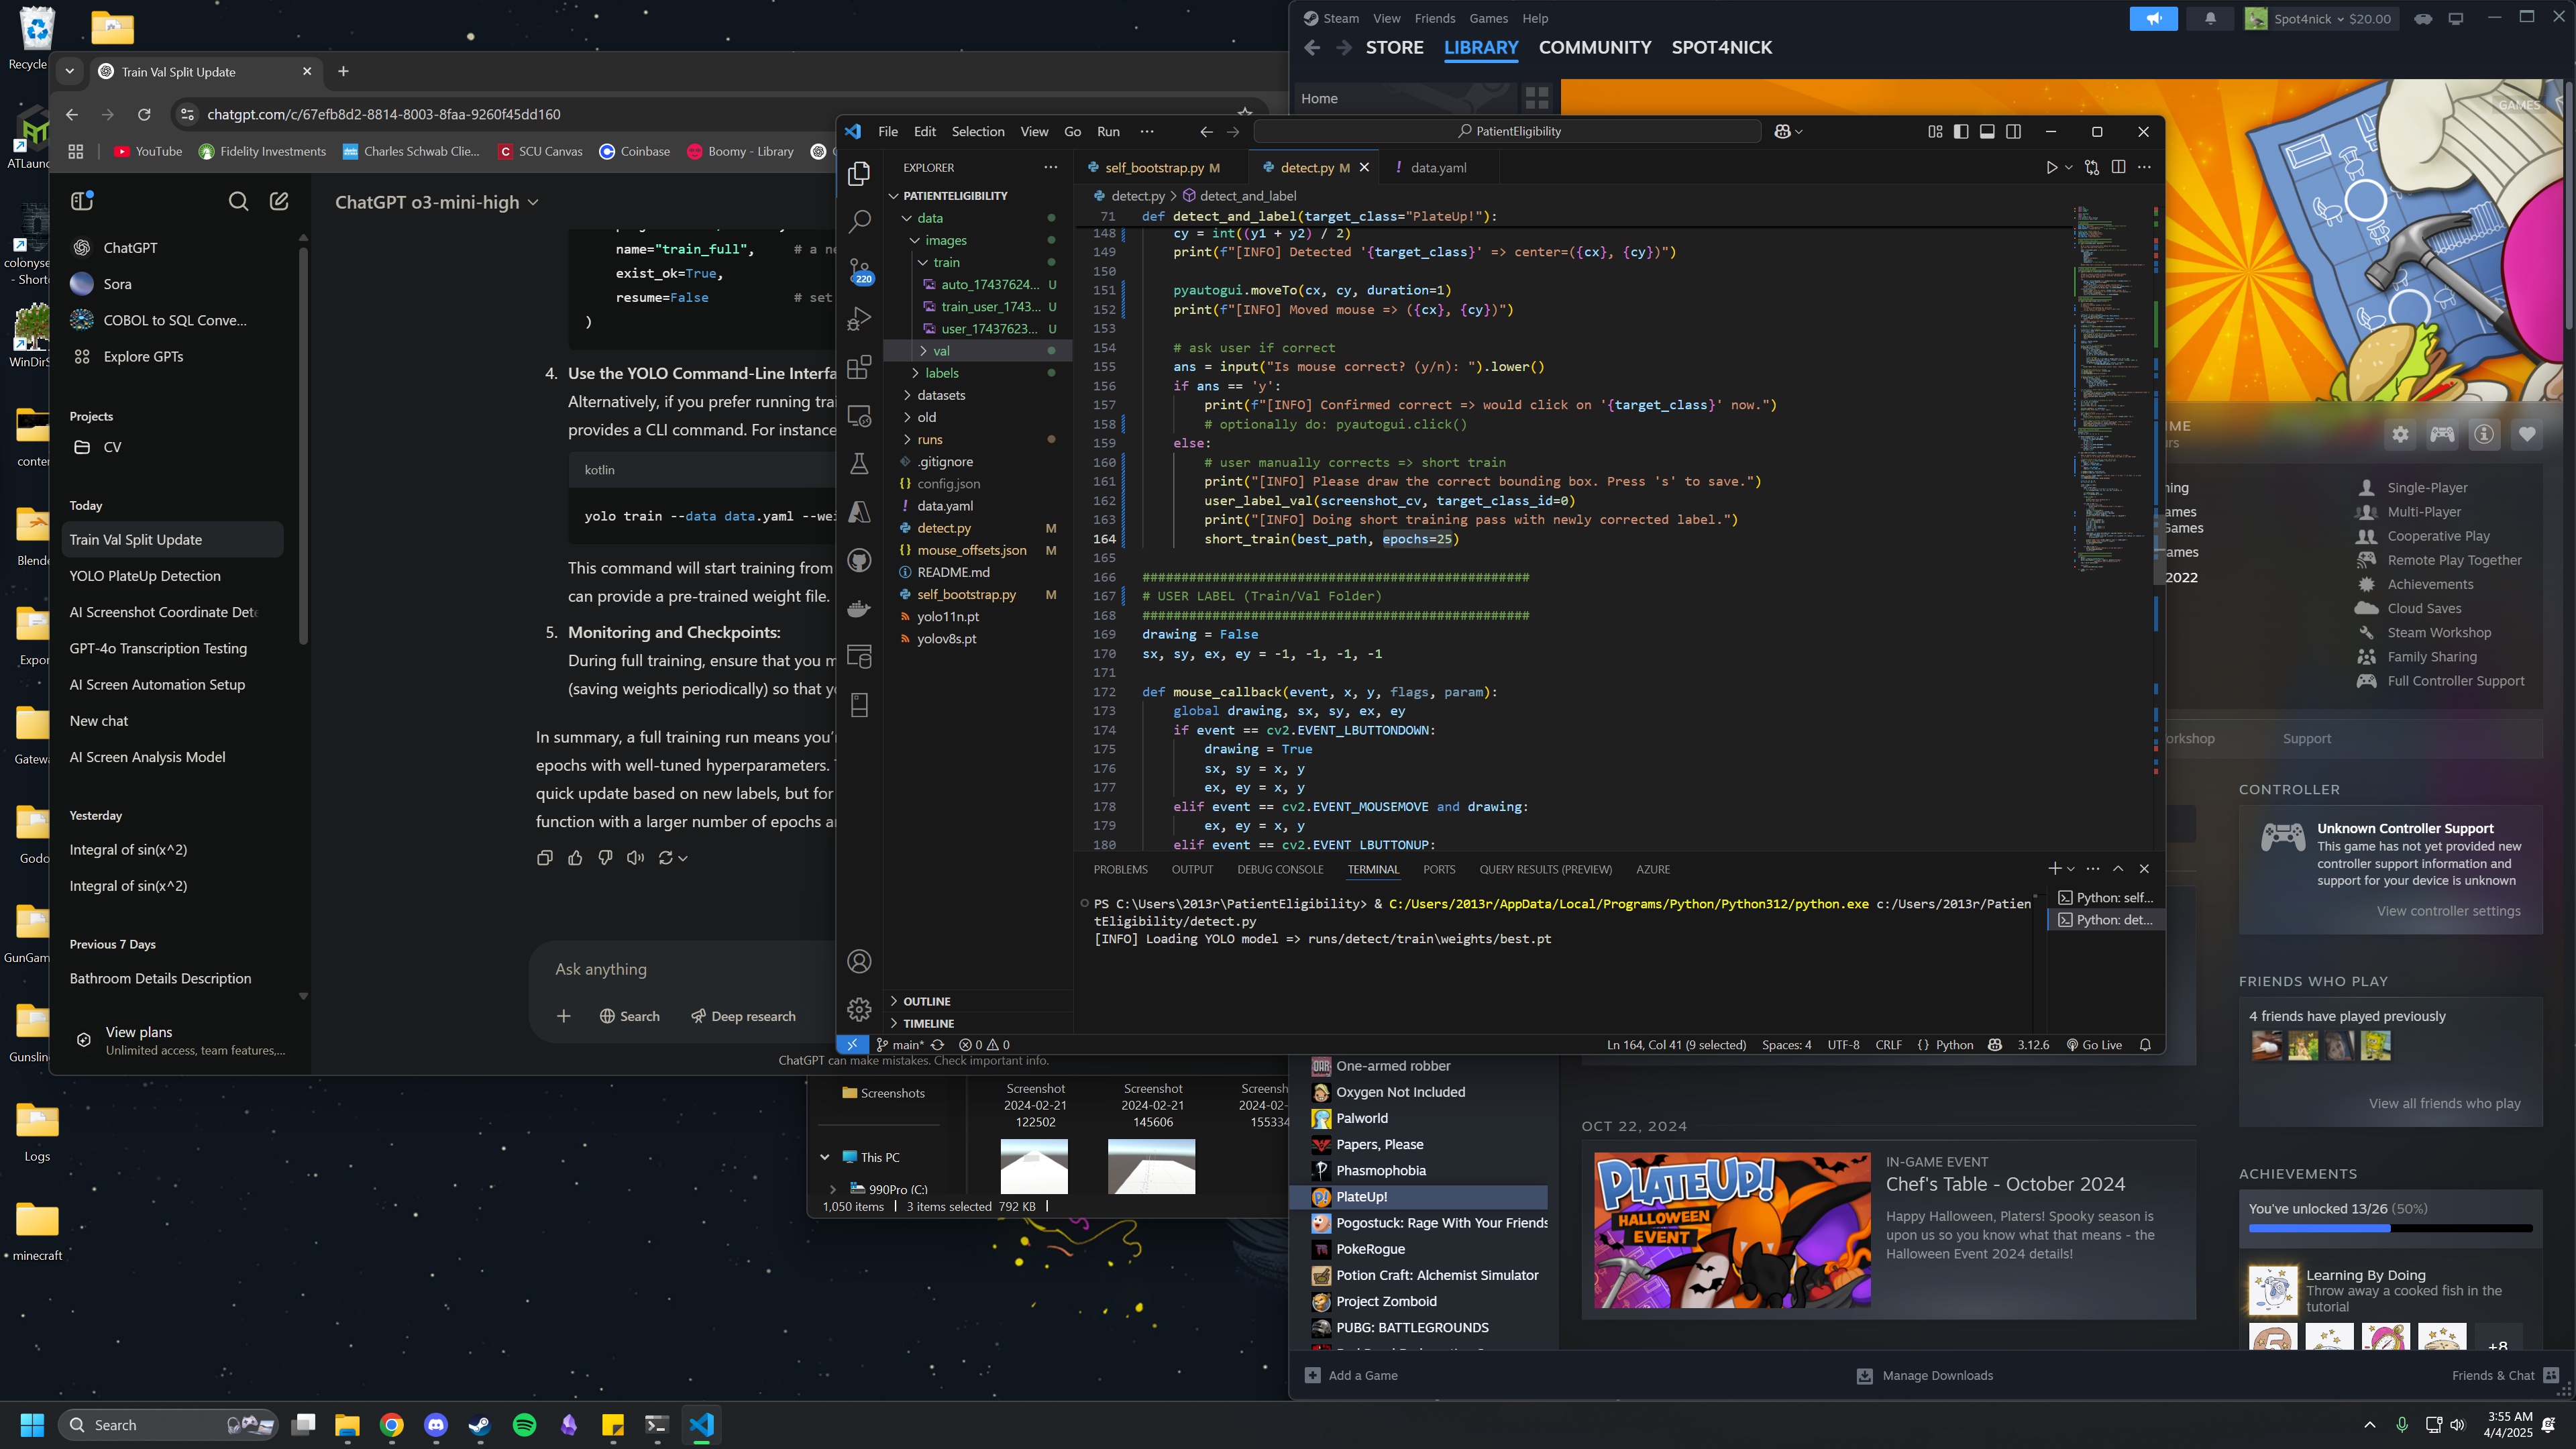 Recycle
ATLaunc
colonyse
- Shortc
WinDirS
conter
Blende
Expor
Gatewa
Godo
GunGam
Gunslin
Logs
minecraft
Train Val Split Update
chatgpt.com/c/67efb8d2-8814-8003-8faa-9260f45dd160
YouTube
Fidelity Investments
Charles Schwab Clie...
SCU Canvas
Coinbase
Boomy - Library
ChatGPT
Sora
COBOL to SQL Conve...
Explore GPTs
Projects
CV
Today
Train Val Split Update
YOLO PlateUp Detection
AI Screenshot Coordinate Dete
GPT-4o Transcription Testing
AI Screen Automation Setup
New chat
AI Screen Analysis Model
Yesterday
Integral of sin(x^2)
Integral of sin(x^2)
Previous 7 Days
Bathroom Details Description
View plans
Unlimited access, team features,...
ChatGPT o3-mini-high
name="train_full", # a ne
exist_ok=True,
resume=False # set
)
4. Use the YOLO Command-Line Interfa
Alternatively, if you prefer running trai
provides a CLI command. For instance
kotlin
yolo train --data data.yaml --wei
This command will start training from
can provide a pre-trained weight file.
5. Monitoring and Checkpoints:
During full training, ensure that you m
(saving weights periodically) so that yo
In summary, a full training run means you'r
epochs with well-tuned hyperparameters.
quick update based on new labels, but for
function with a larger number of epochs an
Ask anything
Search
Deep research
ChatGPT can make mistakes. Check important info.
File Edit Selection View Go Run ···
PatientEligibility
EXPLORER
PATIENTELIGIBILITY
data
images
train
auto_17437624... U
train_user_1743... U
user_17437623... U
val
labels
datasets
old
runs
.gitignore
config.json
data.yaml
detect.py M
mouse_offsets.json M
README.md
self_bootstrap.py M
yolo11n.pt
yolov8s.pt
OUTLINE
TIMELINE
220
self_bootstrap.py M
detect.py M
data.yaml
detect.py > detect_and_label
71 def detect_and_label(target_class="PlateUp!"):
148 cy = int((y1 + y2) / 2)
149 print(f"[INFO] Detected '{target_class}' => center=({cx}, {cy})")
150
151 pyautogui.moveTo(cx, cy, duration=1)
152 print(f"[INFO] Moved mouse => ({cx}, {cy})")
153
154 # ask user if correct
155 ans = input("Is mouse correct? (y/n): ").lower()
156 if ans == 'y':
157 print(f"[INFO] Confirmed correct => would click on '{target_class}' now.")
158 # optionally do: pyautogui.click()
159 else:
160 # user manually corrects => short train
161 print("[INFO] Please draw the correct bounding box. Press 's' to save.")
162 user_label_val(screenshot_cv, target_class_id=0)
163 print("[INFO] Doing short training pass with newly corrected label.")
164 short_train(best_path, epochs=25)
165
166 ##################################################
167 # USER LABEL (Train/Val Folder)
168 ##################################################
169 drawing = False
170 sx, sy, ex, ey = -1, -1, -1, -1
171
172 def mouse_callback(event, x, y, flags, param):
173 global drawing, sx, sy, ex, ey
174 if event == cv2.EVENT_LBUTTONDOWN:
175 drawing = True
176 sx, sy = x, y
177 ex, ey = x, y
178 elif event == cv2.EVENT_MOUSEMOVE and drawing:
179 ex, ey = x, y
180 elif event == cv2.EVENT_LBUTTONUP:
PROBLEMS OUTPUT DEBUG CONSOLE TERMINAL PORTS QUERY RESULTS (PREVIEW) AZURE
PS C:\Users\2013r\PatientEligibility> & C:/Users/2013r/AppData/Local/Programs/Python/Python312/python.exe c:/Users/2013r/Patien
tEligibility/detect.py
[INFO] Loading YOLO model => runs/detect/train\weights/best.pt
Python: self...
Python: det...
main* 0 0
Ln 164, Col 41 (9 selected) Spaces: 4 UTF-8 CRLF {} Python 3.12.6 Go Live
Screenshots
This PC
990Pro (C:)
Screenshot
2024-02-21
122502
Screenshot
2024-02-21
145606
Screensh
2024-02-
155334
1,050 items
3 items selected 792 KB
Steam View Friends Games Help
Spot4nick $20.00
STORE LIBRARY COMMUNITY SPOT4NICK
Home
GAMES
Single-Player
Multi-Player
Cooperative Play
Remote Play Together
Achievements
Cloud Saves
Steam Workshop
Family Sharing
Full Controller Support
ning
ames
Games
ames
2022
orkshop
Support
CONTROLLER
Unknown Controller Support
This game has not yet provided new
controller support information and
support for your device is unknown
View controller settings
FRIENDS WHO PLAY
4 friends have played previously
View all friends who play
ACHIEVEMENTS
You've unlocked 13/26 (50%)
Learning By Doing
Throw away a cooked fish in the
tutorial
+8
One-armed robber
Oxygen Not Included
Palworld
Papers, Please
Phasmophobia
PlateUp!
Pogostuck: Rage With Your Friends
PokeRogue
Potion Craft: Alchemist Simulator
Project Zomboid
PUBG: BATTLEGROUNDS
OCT 22, 2024
PLATEUP!
HALLOWEEN
EVENT
IN-GAME EVENT
Chef's Table - October 2024
Happy Halloween, Platers! Spooky season is
upon us so you know what that means - the
Halloween Event 2024 details!
Add a Game
Manage Downloads
Friends & Chat
Search
3:55 AM
4/4/2025